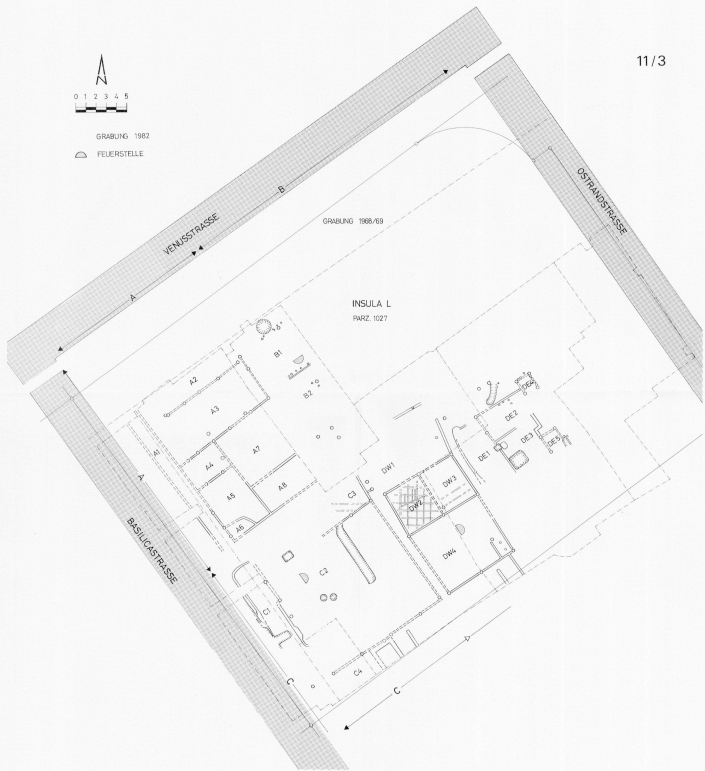 11/3
N
0 1 2 3 4 5
GRABUNG 1982
FEUERSTELLE
VENUSSTRASSE
A
B
OSTRANDSTRASSE
GRABUNG 1968/69
INSULA L
PARZ. 1027
A2
B1
A3
B2
DE4
A1
DE2
DE3
DE5
A4
A7
DE1
DW1
A5
A8
DW3
C3
DW2
A6
A
BASILICASTRASSE
DW4
C2
C1
C
C4
C